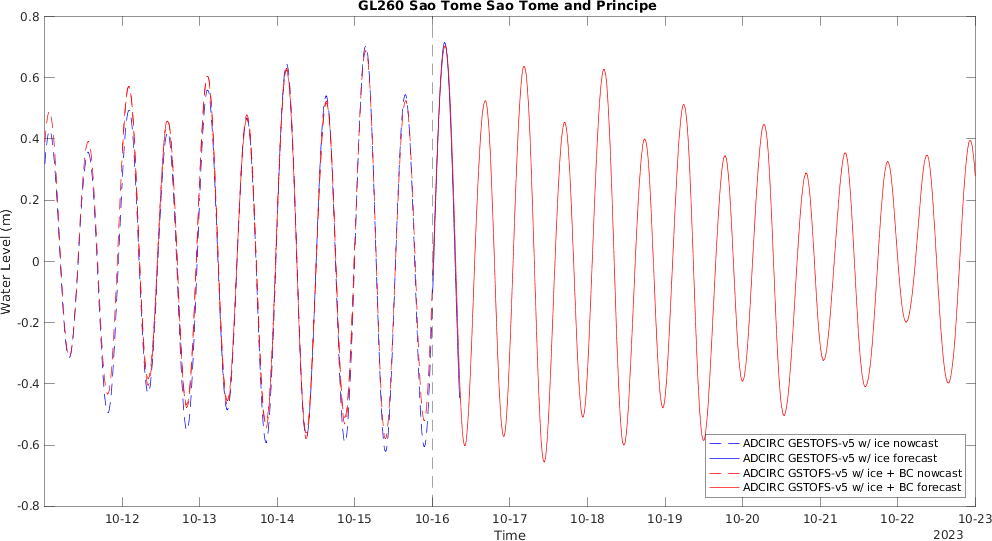 GL260 Sao Tome Sao Tome and Principe
Water Level (m)
0.8
0.6
0.4
0.2
0
-0.2
-0.4
-0.6
-0.8
ADCIRC GESTOFS-v5 w/ ice nowcast
ADCIRC GESTOFS-v5 w/ ice forecast
ADCIRC GSTOFS-v5 w/ ice + BC nowcast
ADCIRC GSTOFS-v5 w/ ice + BC forecast
10-12 10-13 10-14 10-15 10-16 10-17 10-18 10-19 10-20 10-21 10-22 10-23
Time
2023